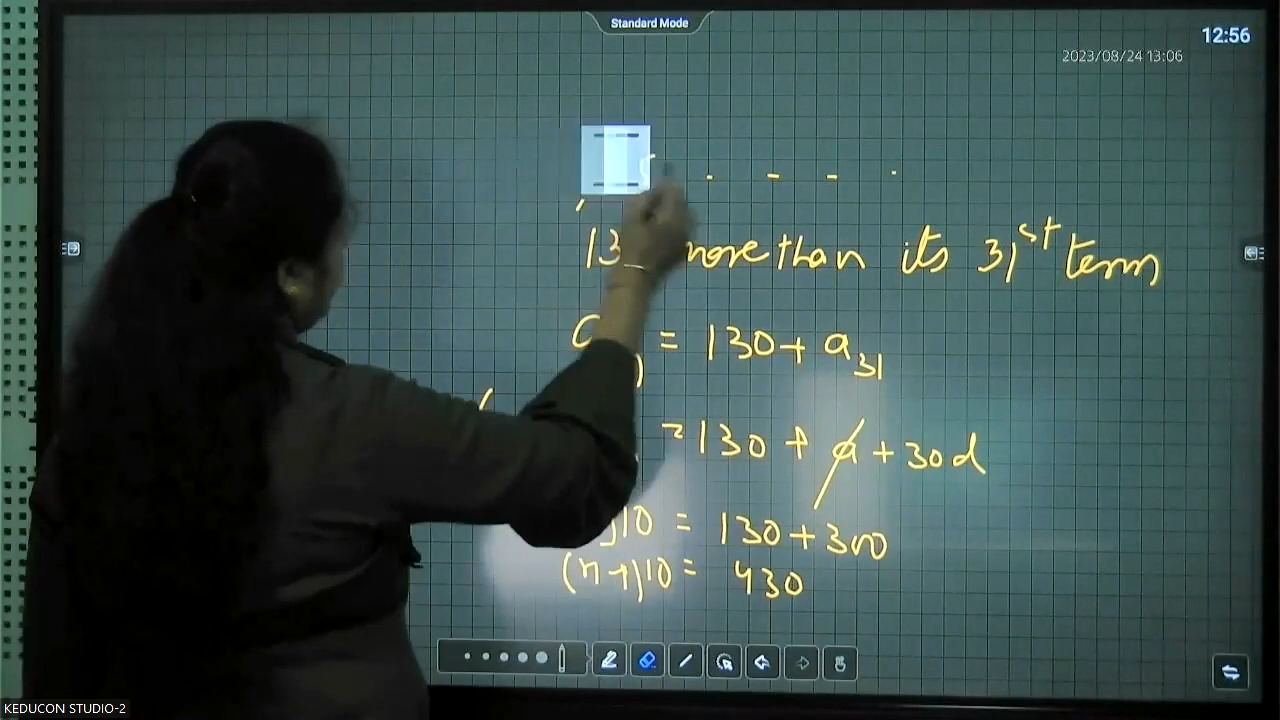 Standard Mode
12:56
2023/08/24 13:06
more than its 31st term
= 130 + a31
= 130 + a + 30d
10 = 130 + 300
(n-1)10 = 430
KEDUCON STUDIO-2